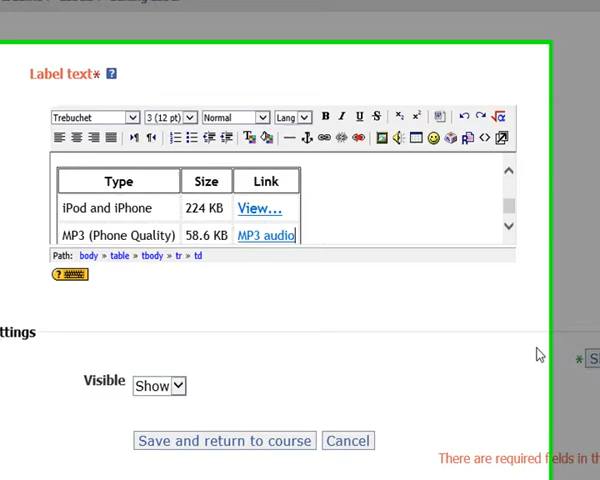 Label text*
Trebuchet 3 (12 pt) Normal Lang B I U S
Type Size Link
iPod and iPhone 224 KB View...
MP3 (Phone Quality) 58.6 KB MP3 audio
Path: body » table » tbody » tr » td
ttings
Visible Show
*
Save and return to course Cancel
There are required fields in th